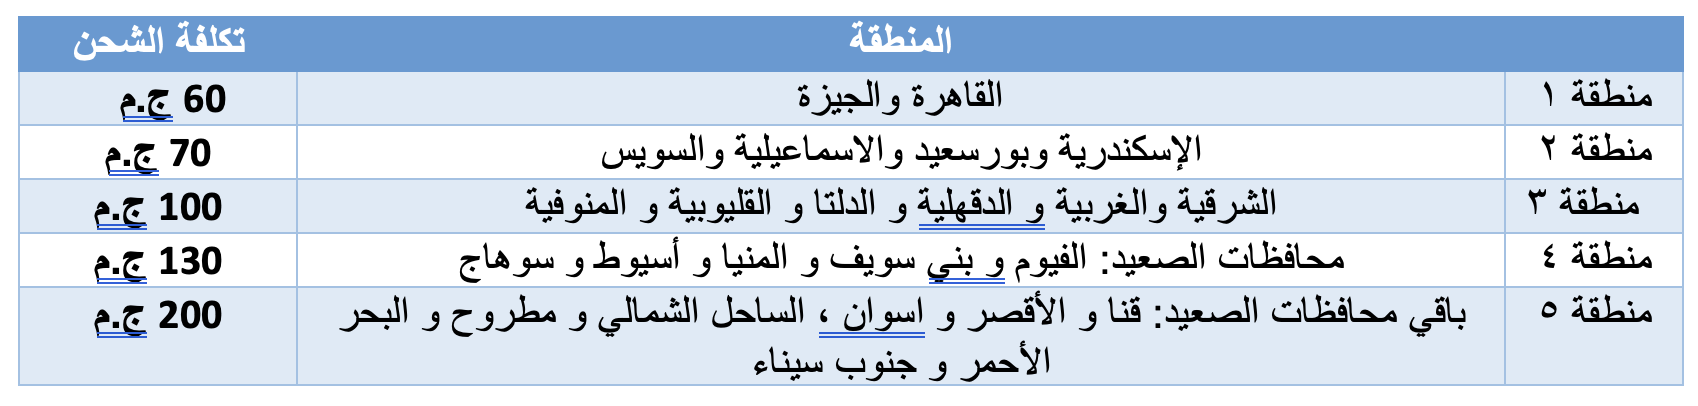 المنطقة تكلفة الشحن
منطقة ١ القاهرة والجيزة 60 ج.م
منطقة ٢ الإسكندرية وبورسعيد والاسماعيلية والسويس 70 ج.م
منطقة ٣ الشرقية والغربية و الدقهلية و الدلتا و القليوبية و المنوفية 100 ج.م
منطقة ٤ محافظات الصعيد: الفيوم و بني سويف و المنيا و أسيوط و سوهاج 130 ج.م
منطقة ٥ باقي محافظات الصعيد: قنا و الأقصر و اسوان ، الساحل الشمالي و مطروح و البحر 200 ج.م
الأحمر و جنوب سيناء